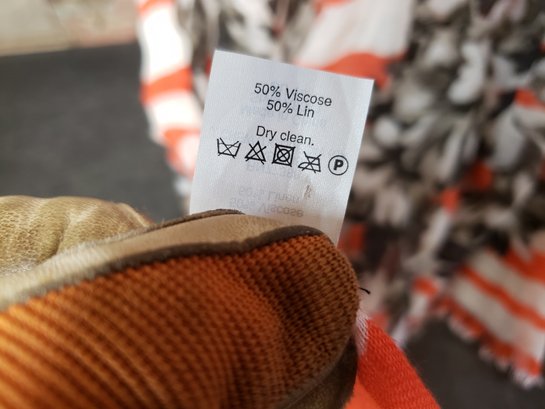 50% Viscose
50% Lin
Dry clean.
P